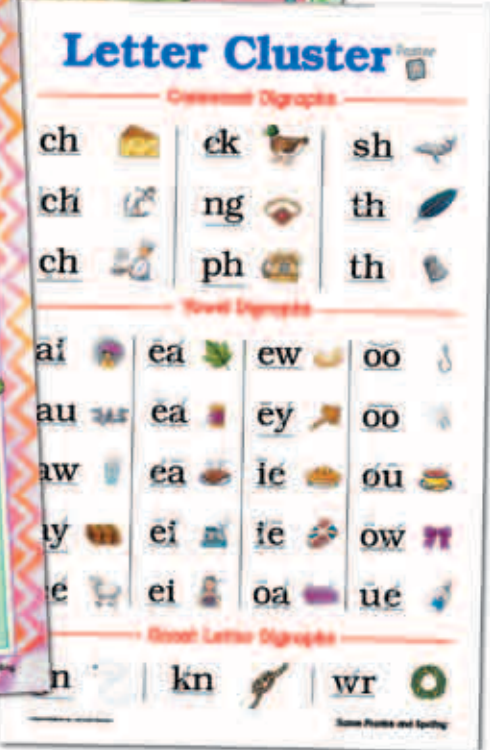 Letter Cluster
Consonant Digraphs
ch ck sh
ch ng th
ch ph th
Vowel Digraphs
ai ea ew oo
au ea ey oo
aw ea ie ou
ei ie ow
ei oa ue
Silent Letter Digraphs
kn wr